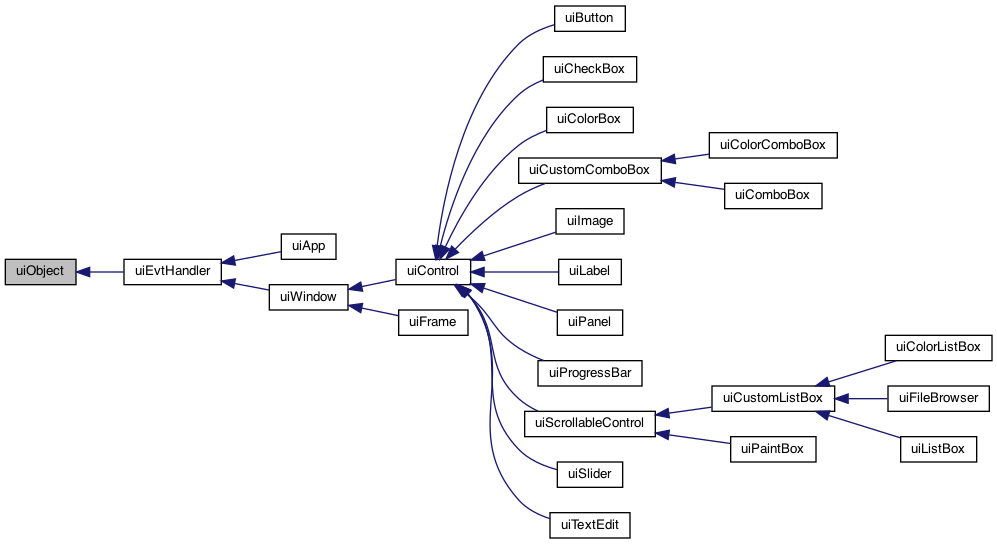 uiButton
uiCheckBox
uiColorBox
uiColorComboBox
uiCustomComboBox
uiComboBox
uiImage
uiApp
uiObject
uiEvtHandler
uiControl
uiLabel
uiWindow
uiFrame
uiPanel
uiColorListBox
uiProgressBar
uiCustomListBox
uiFileBrowser
uiScrollableControl
uiPaintBox
uiListBox
uiSlider
uiTextEdit